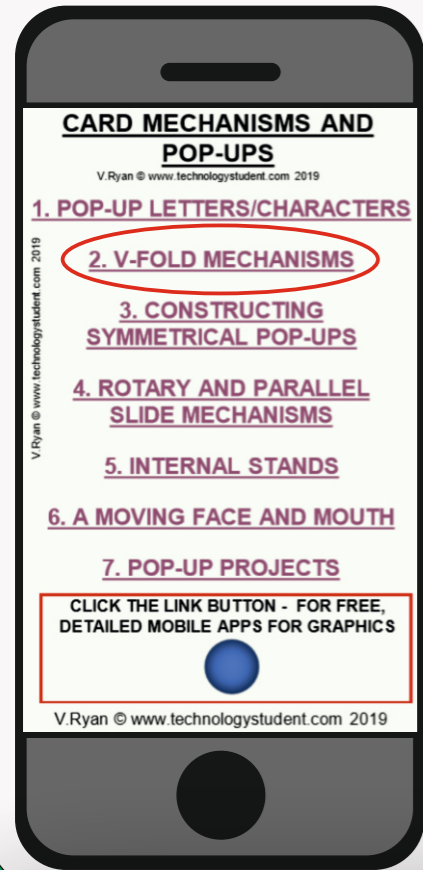 CARD MECHANISMS AND
POP-UPS
V.Ryan © www.technologystudent.com 2019
1. POP-UP LETTERS/CHARACTERS
2. V-FOLD MECHANISMS
3. CONSTRUCTING
SYMMETRICAL POP-UPS
4. ROTARY AND PARALLEL
SLIDE MECHANISMS
5. INTERNAL STANDS
6. A MOVING FACE AND MOUTH
7. POP-UP PROJECTS
V.Ryan © www.technologystudent.com 2019
CLICK THE LINK BUTTON - FOR FREE,
DETAILED MOBILE APPS FOR GRAPHICS
V.Ryan © www.technologystudent.com 2019